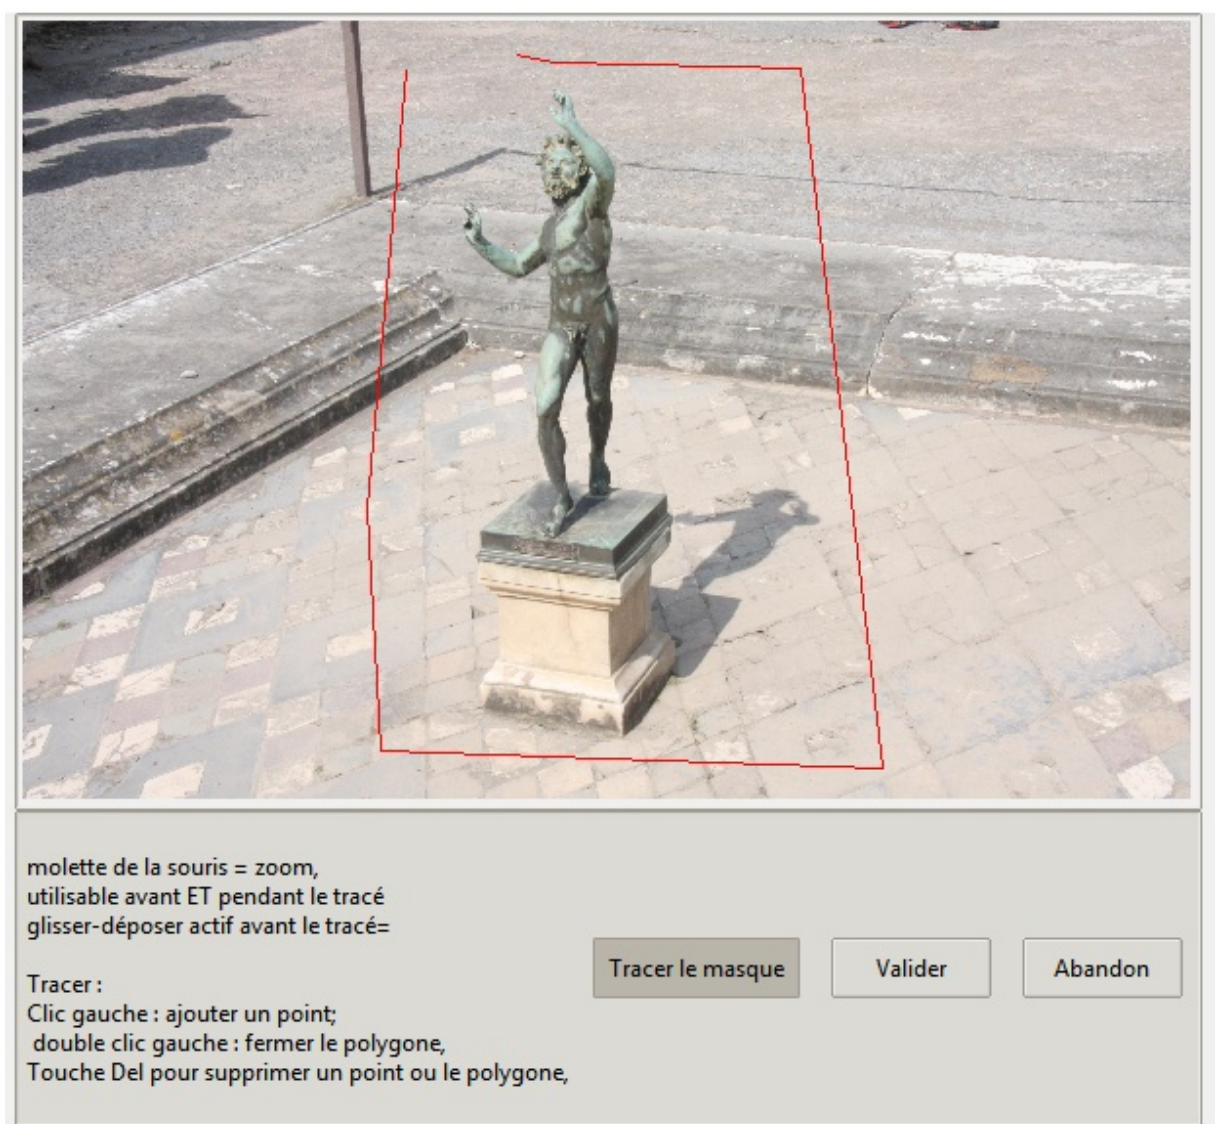 molette de la souris = zoom,
utilisable avant ET pendant le tracé
glisser-déposer actif avant le tracé=
Tracer :
Clic gauche : ajouter un point;
double clic gauche : fermer le polygone,
Touche Del pour supprimer un point ou le polygone,
Tracer le masque
Valider
Abandon